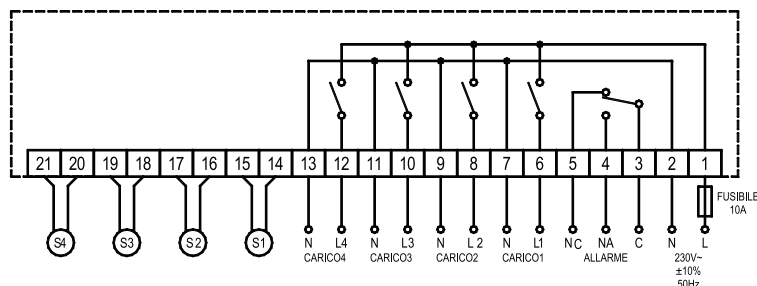 21 20 19 18 17 16 15 14 13 12 11 10 9 8 7 6 5 4 3 2 1
FUSIBILE
10A
S4 S3 S2 S1
N L4 N L3 N L2 N L1 NC NA C N L
CARICO4 CARICO3 CARICO2 CARICO1 ALLARME 230V~
±10%
50Hz